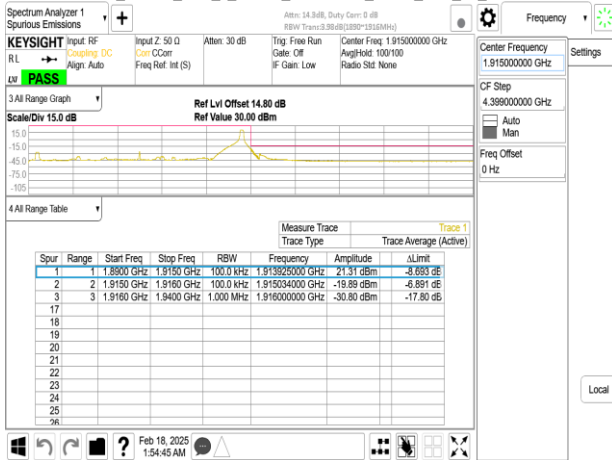 Spectrum Analyzer 1
Spurious Emissions
+
Attn: 14.8dB, Duty Corr: 0 dB
RBW Trans:3.98dB(1890~1916MHz)
Frequency
KEYSIGHT
RL
LXI
PASS
Input: RF
Coupling: DC
Align: Auto
Input Z: 50 Ω
Corr CCorr
Freq Ref: Int (S)
Atten: 30 dB
Trig: Free Run
Gate: Off
IF Gain: Low
Center Freq: 1.915000000 GHz
Avg|Hold: 100/100
Radio Std: None
Center Frequency
1.915000000 GHz
Settings
CF Step
4.399000000 GHz
Auto
Man
Freq Offset
0 Hz
Local
3 All Range Graph
Scale/Div 15.0 dB
Ref Lvl Offset 14.80 dB
Ref Value 30.00 dBm
15.0
-15.0
-45.0
-75.0
-105
4 All Range Table
Measure Trace Trace 1
Trace Type Trace Average (Active)
Spur Range Start Freq Stop Freq RBW Frequency Amplitude ΔLimit
1 1 1.8900 GHz 1.9150 GHz 100.0 kHz 1.913925000 GHz 21.31 dBm -8.693 dB
2 2 1.9150 GHz 1.9160 GHz 100.0 kHz 1.915034000 GHz -19.89 dBm -6.891 dB
3 3 1.9160 GHz 1.9400 GHz 1.000 MHz 1.916000000 GHz -30.80 dBm -17.80 dB
17
18
19
20
21
22
23
24
25
26
?
Feb 18, 2025
1:54:45 AM